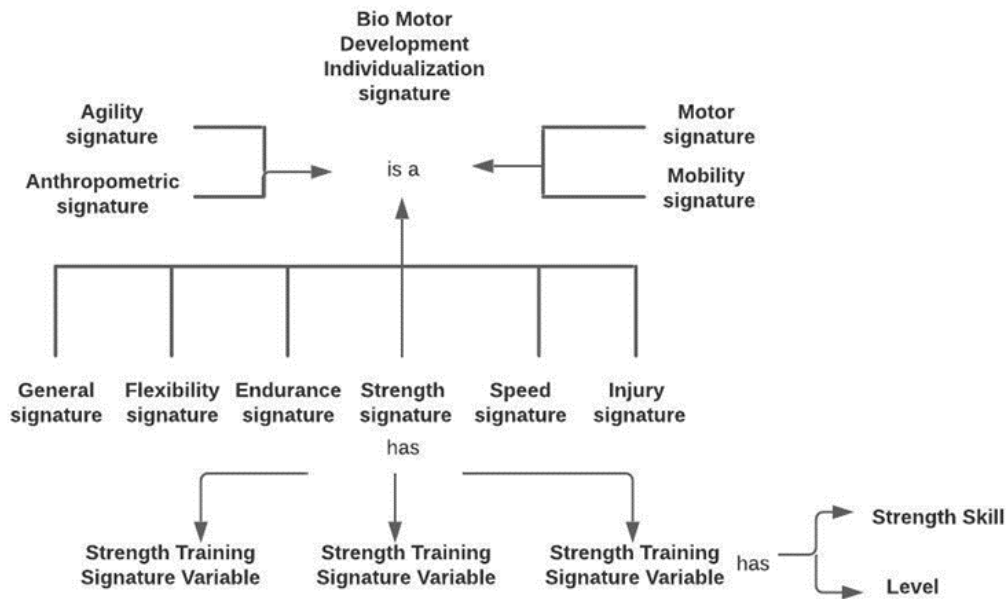 Bio Motor
Development
Individualization
signature
Agility
signature
Anthropometric
signature
is a
Motor
signature
Mobility
signature
General
signature
Flexibility
signature
Endurance
signature
Strength
signature
Speed
signature
Injury
signature
has
Strength Training
Signature Variable
Strength Training
Signature Variable
Strength Training
Signature Variable
has
Strength Skill
Level